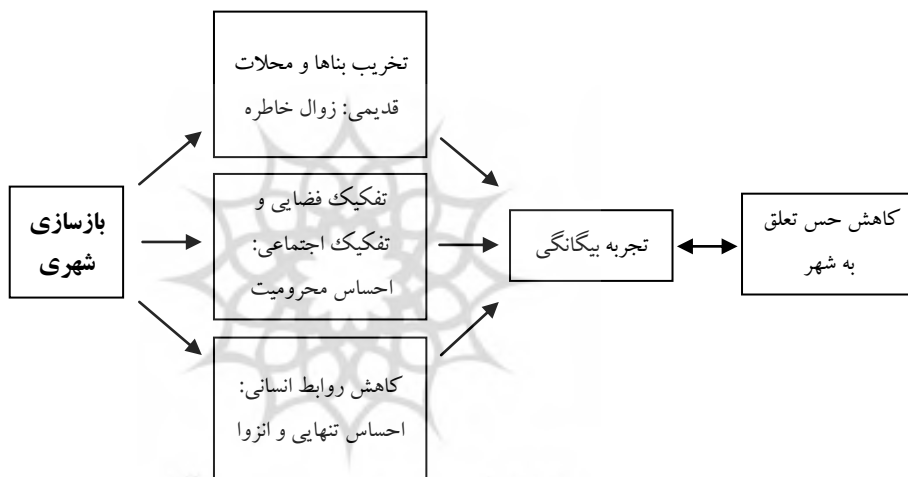 تخریب بناها و محلات
قدیمی: زوال خاطره
بازسازی
شهری
تفکیک فضایی و
تفکیک اجتماعی:
احساس محرومیت
کاهش روابط انسانی:
احساس تنهایی و انزوا
تجربه بیگانگی
کاهش حس تعلق
به شهر